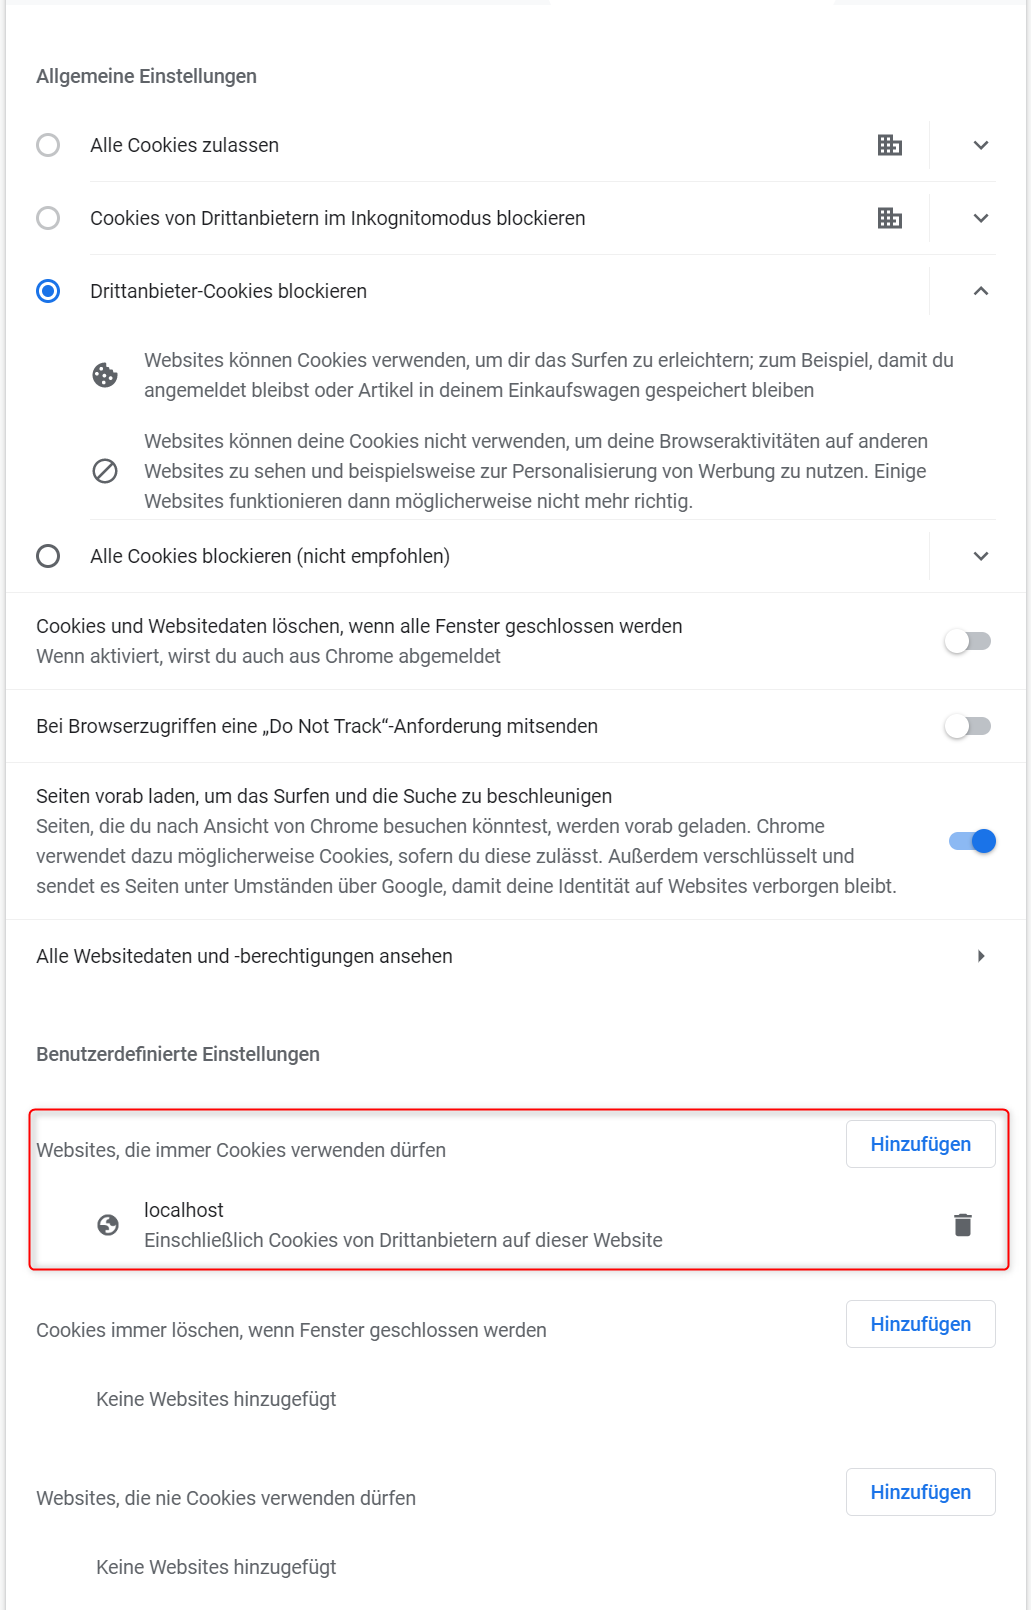 Allgemeine Einstellungen
Alle Cookies zulassen
Cookies von Drittanbietern im Inkognitomodus blockieren
Drittanbieter-Cookies blockieren
Websites können Cookies verwenden, um dir das Surfen zu erleichtern; zum Beispiel, damit du
angemeldet bleibst oder Artikel in deinem Einkaufswagen gespeichert bleiben
Websites können deine Cookies nicht verwenden, um deine Browseraktivitäten auf anderen
Websites zu sehen und beispielsweise zur Personalisierung von Werbung zu nutzen. Einige
Websites funktionieren dann möglicherweise nicht mehr richtig.
Alle Cookies blockieren (nicht empfohlen)
Cookies und Websitedaten löschen, wenn alle Fenster geschlossen werden
Wenn aktiviert, wirst du auch aus Chrome abgemeldet
Bei Browserzugriffen eine „Do Not Track“-Anforderung mitsenden
Seiten vorab laden, um das Surfen und die Suche zu beschleunigen
Seiten, die du nach Ansicht von Chrome besuchen könntest, werden vorab geladen. Chrome
verwendet dazu möglicherweise Cookies, sofern du diese zulässt. Außerdem verschlüsselt und
sendet es Seiten unter Umständen über Google, damit deine Identität auf Websites verborgen bleibt.
Alle Websitedaten und -berechtigungen ansehen
Benutzerdefinierte Einstellungen
Websites, die immer Cookies verwenden dürfen
Hinzufügen
localhost
Einschließlich Cookies von Drittanbietern auf dieser Website
Cookies immer löschen, wenn Fenster geschlossen werden
Hinzufügen
Keine Websites hinzugefügt
Websites, die nie Cookies verwenden dürfen
Hinzufügen
Keine Websites hinzugefügt